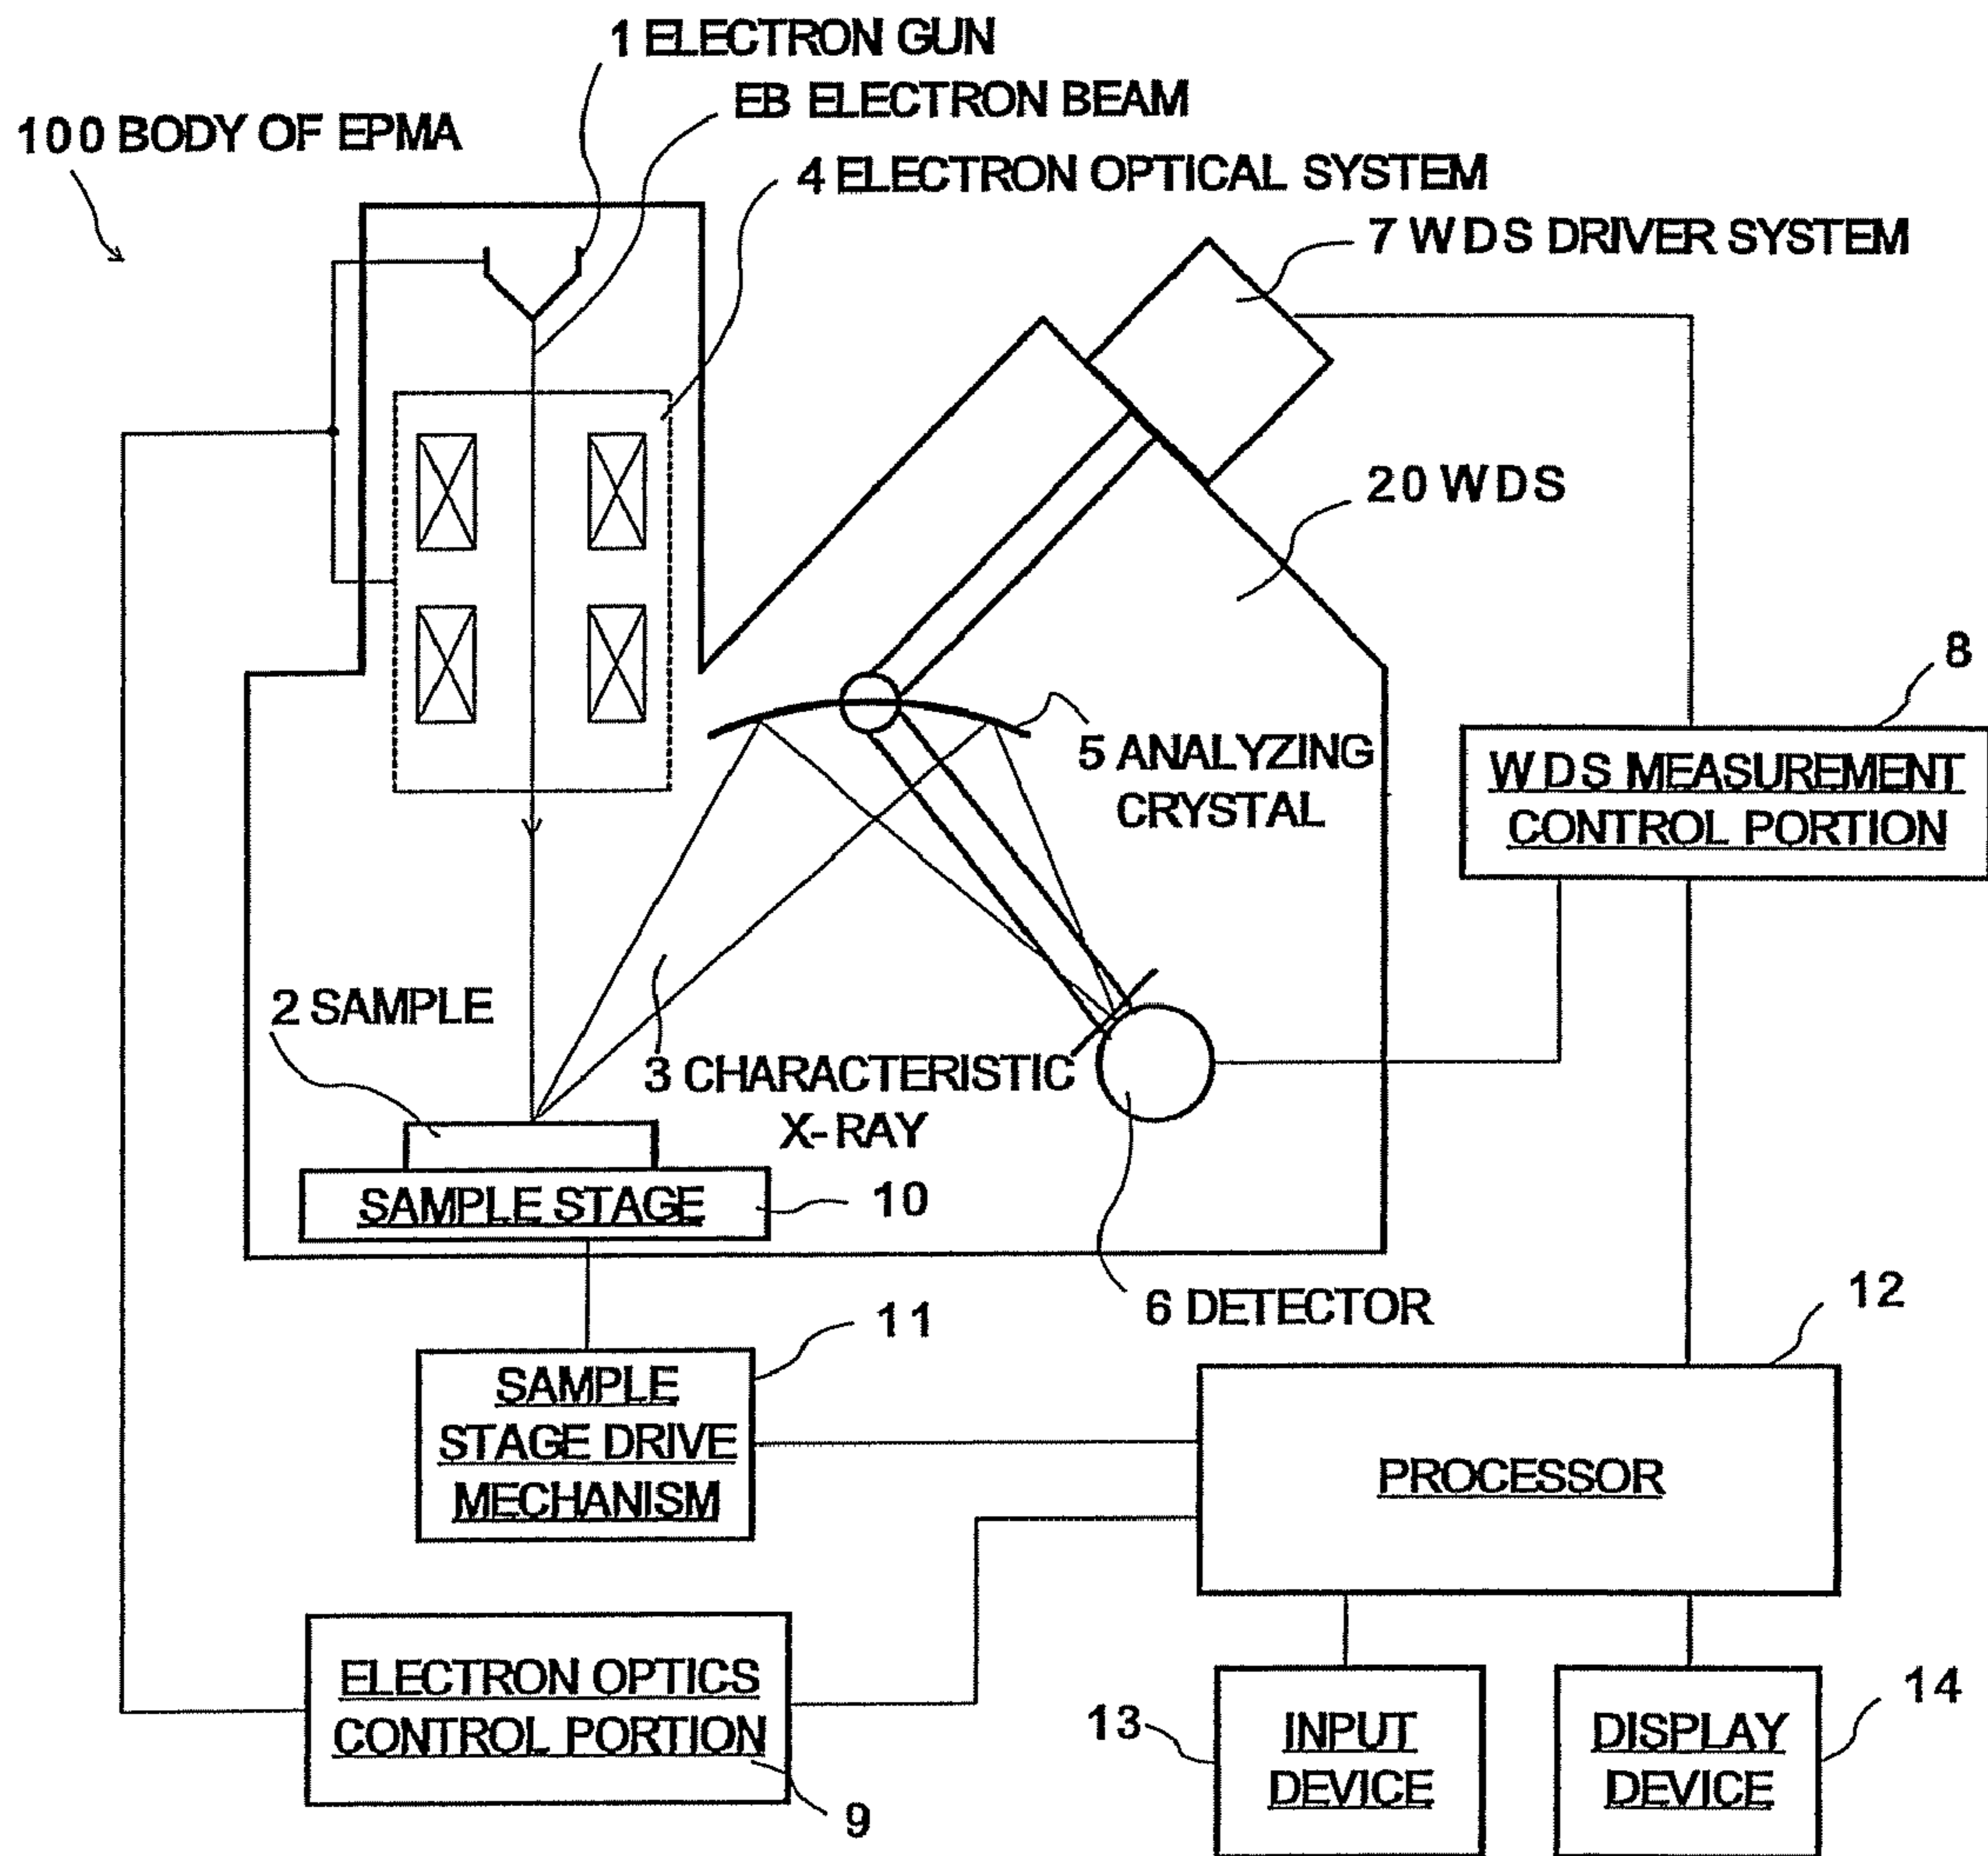 1 ELECTRON GUN
EB ELECTRON BEAM
100 BODY OF EPMA
4 ELECTRON OPTICAL SYSTEM
7 WDS DRIVER SYSTEM
20 WDS
8
5 ANALYZING
CRYSTAL
WDS MEASUREMENT
CONTROL PORTION
2 SAMPLE
3 CHARACTERISTIC
X-RAY
SAMPLE STAGE
10
6 DETECTOR
11
12
SAMPLE
STAGE DRIVE
MECHANISM
PROCESSOR
ELECTRON OPTICS
CONTROL PORTION
9
13
INPUT
DEVICE
DISPLAY
DEVICE
14